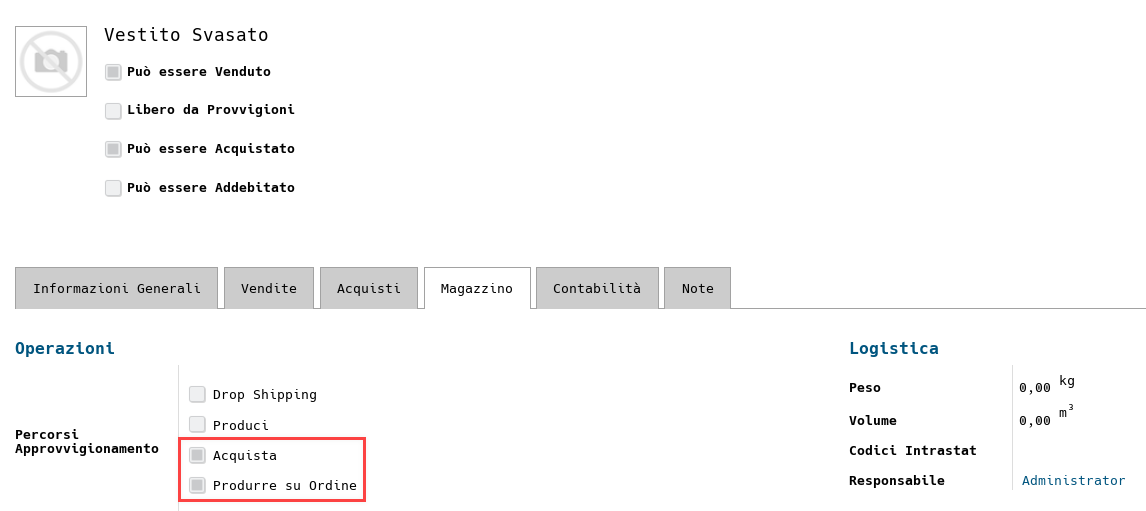 Vestito Svasato
Può essere Venduto
Libero da Provvigioni
Può essere Acquistato
Può essere Addebitato
Informazioni Generali
Vendite
Acquisti
Magazzino
Contabilità
Note
Operazioni
Percorsi
Approvvigionamento
Drop Shipping
Produci
Acquista
Produrre su Ordine
Logistica
Peso 0,00 kg
Volume 0,00 m³
Codici Intrastat
Responsabile Administrator